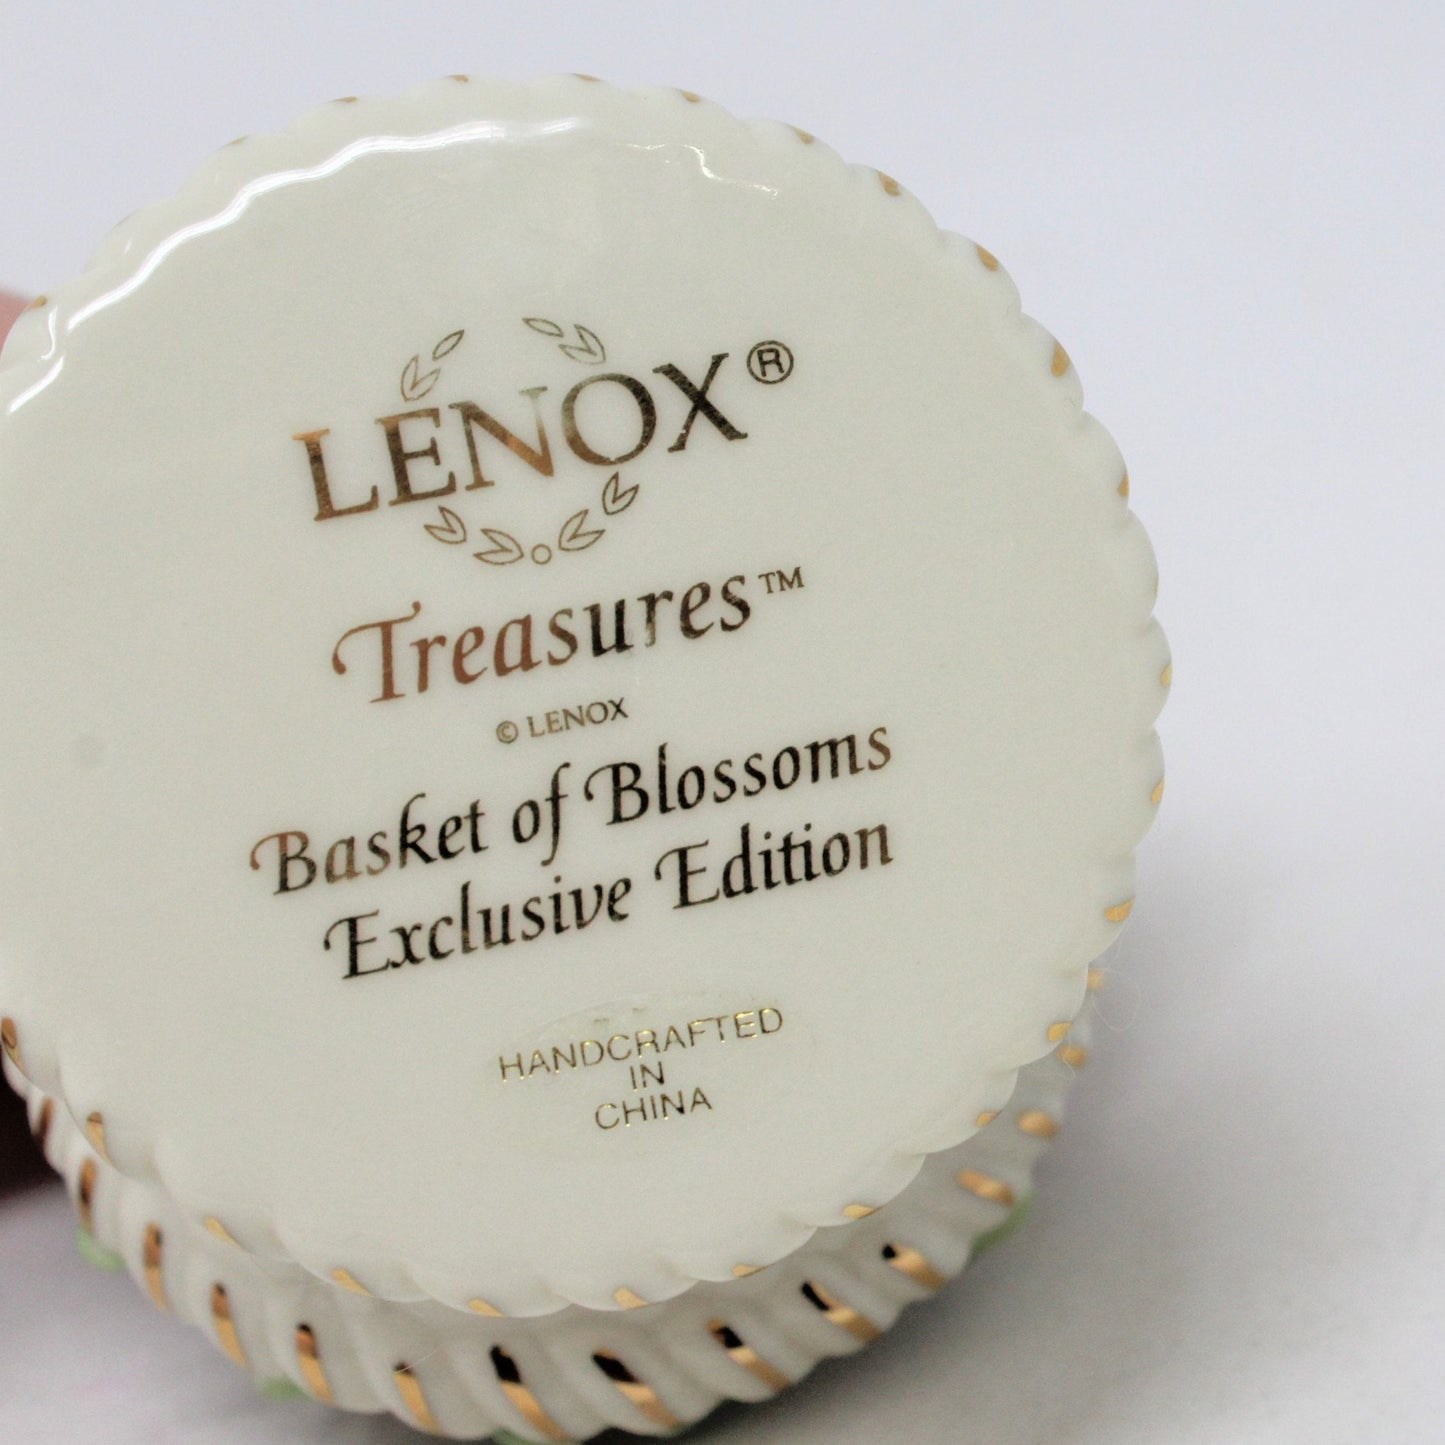 LENOX®
Treasures™
© LENOX
Basket of Blossoms
Exclusive Edition
HANDCRAFTED
IN
CHINA